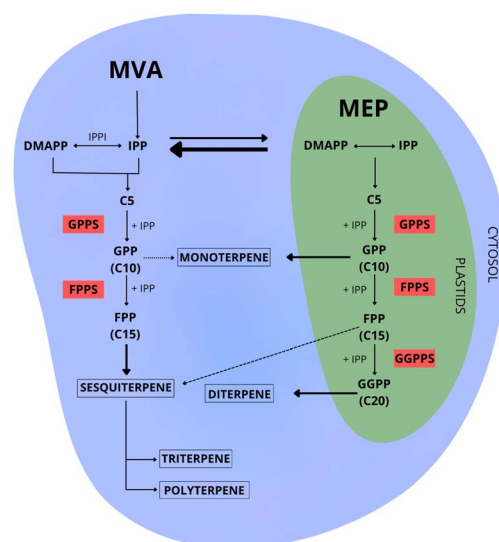 MVA
DMAPP
IPPI
IPP
C5
GPPS
+ IPP
GPP
(C10)
MONOTERPENE
FPPS
+ IPP
FPP
(C15)
SESQUITERPENE
DITERPENE
TRITERPENE
POLYTERPENE
MEP
DMAPP
IPP
C5
+ IPP
GPPS
GPP
(C10)
+ IPP
FPPS
FPP
(C15)
+ IPP
GGPPS
GGPP
(C20)
PLASTIDS
CYTOSOL